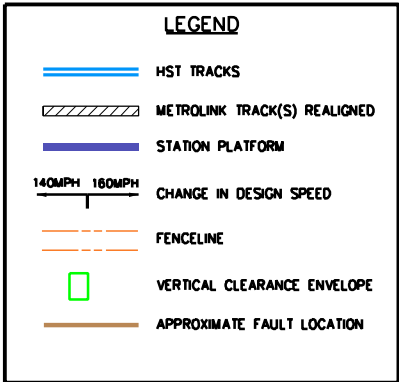 LEGEND
HST TRACKS
METROLINK TRACK(S) REALIGNED
STATION PLATFORM
140MPH 160MPH CHANGE IN DESIGN SPEED
FENCELINE
VERTICAL CLEARANCE ENVELOPE
APPROXIMATE FAULT LOCATION